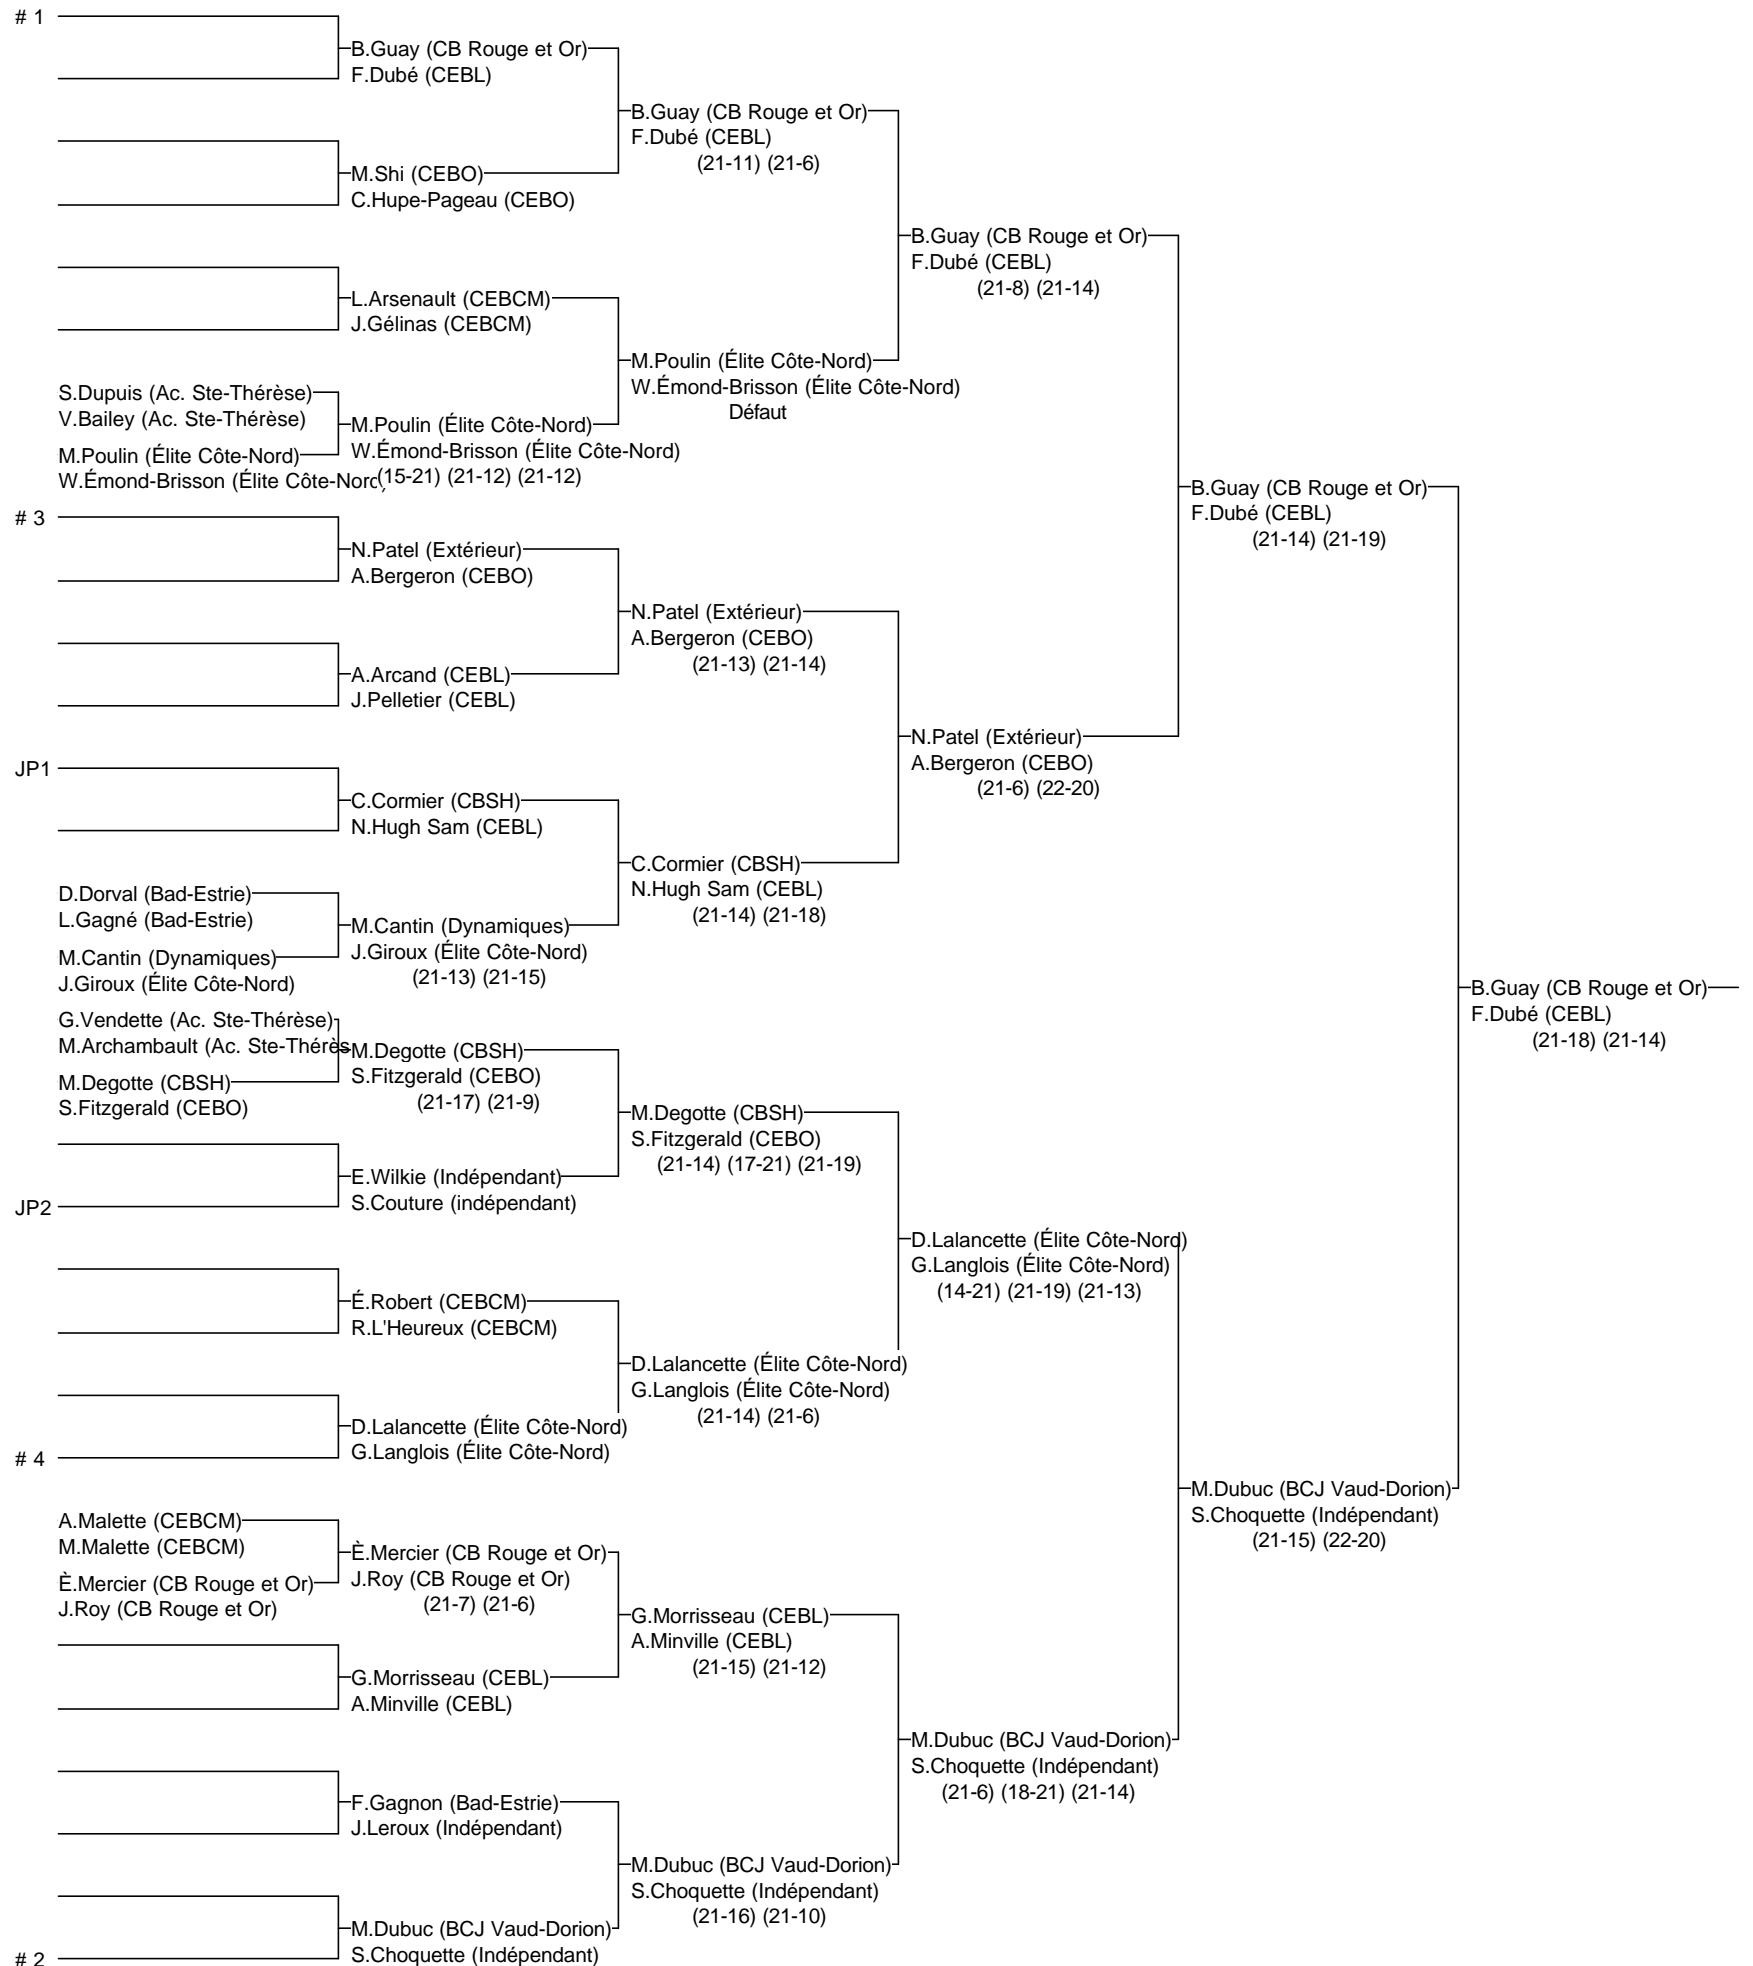 # 1
B.Guay (CB Rouge et Or)
F.Dubé (CEBL)
B.Guay (CB Rouge et Or)
F.Dubé (CEBL)
(21-11) (21-6)
M.Shi (CEBO)
C.Hupe-Pageau (CEBO)
B.Guay (CB Rouge et Or)
F.Dubé (CEBL)
(21-8) (21-14)
L.Arsenault (CEBCM)
J.Gélinas (CEBCM)
M.Poulin (Élite Côte-Nord)
W.Émond-Brisson (Élite Côte-Nord)
Défaut
S.Dupuis (Ac. Ste-Thérèse)
V.Bailey (Ac. Ste-Thérèse)
M.Poulin (Élite Côte-Nord)
W.Émond-Brisson (Élite Côte-Nord)
(15-21) (21-12) (21-12)
M.Poulin (Élite Côte-Nord)
W.Émond-Brisson (Élite Côte-Nord)
B.Guay (CB Rouge et Or)
F.Dubé (CEBL)
(21-14) (21-19)
# 3
N.Patel (Extérieur)
A.Bergeron (CEBO)
N.Patel (Extérieur)
A.Bergeron (CEBO)
(21-13) (21-14)
A.Arcand (CEBL)
J.Pelletier (CEBL)
N.Patel (Extérieur)
A.Bergeron (CEBO)
(21-6) (22-20)
JP1
C.Cormier (CBSH)
N.Hugh Sam (CEBL)
C.Cormier (CBSH)
N.Hugh Sam (CEBL)
(21-14) (21-18)
D.Dorval (Bad-Estrie)
L.Gagné (Bad-Estrie)
M.Cantin (Dynamiques)
J.Giroux (Élite Côte-Nord)
(21-13) (21-15)
M.Cantin (Dynamiques)
J.Giroux (Élite Côte-Nord)
B.Guay (CB Rouge et Or)
F.Dubé (CEBL)
(21-18) (21-14)
G.Vendette (Ac. Ste-Thérèse)
M.Archambault (Ac. Ste-Thérès
M.Degotte (CBSH)
S.Fitzgerald (CEBO)
(21-17) (21-9)
M.Degotte (CBSH)
S.Fitzgerald (CEBO)
M.Degotte (CBSH)
S.Fitzgerald (CEBO)
(21-14) (17-21) (21-19)
E.Wilkie (Indépendant)
S.Couture (indépendant)
JP2
D.Lalancette (Élite Côte-Nord)
G.Langlois (Élite Côte-Nord)
(14-21) (21-19) (21-13)
É.Robert (CEBCM)
R.L'Heureux (CEBCM)
D.Lalancette (Élite Côte-Nord)
G.Langlois (Élite Côte-Nord)
(21-14) (21-6)
D.Lalancette (Élite Côte-Nord)
G.Langlois (Élite Côte-Nord)
# 4
M.Dubuc (BCJ Vaud-Dorion)
S.Choquette (Indépendant)
(21-15) (22-20)
A.Malette (CEBCM)
M.Malette (CEBCM)
È.Mercier (CB Rouge et Or)
J.Roy (CB Rouge et Or)
(21-7) (21-6)
È.Mercier (CB Rouge et Or)
J.Roy (CB Rouge et Or)
G.Morrisseau (CEBL)
A.Minville (CEBL)
(21-15) (21-12)
G.Morrisseau (CEBL)
A.Minville (CEBL)
M.Dubuc (BCJ Vaud-Dorion)
S.Choquette (Indépendant)
(21-6) (18-21) (21-14)
F.Gagnon (Bad-Estrie)
J.Leroux (Indépendant)
M.Dubuc (BCJ Vaud-Dorion)
S.Choquette (Indépendant)
(21-16) (21-10)
M.Dubuc (BCJ Vaud-Dorion)
S.Choquette (Indépendant)
# 2